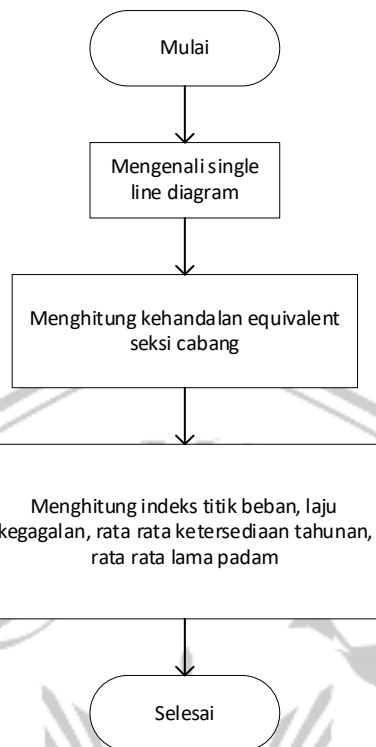 Mulai
Mengenali single
line diagram
Menghitung kehandalan equivalent
seksi cabang
Menghitung indeks titik beban, laju
kegagalan, rata rata ketersediaan tahunan,
rata rata lama padam
Selesai